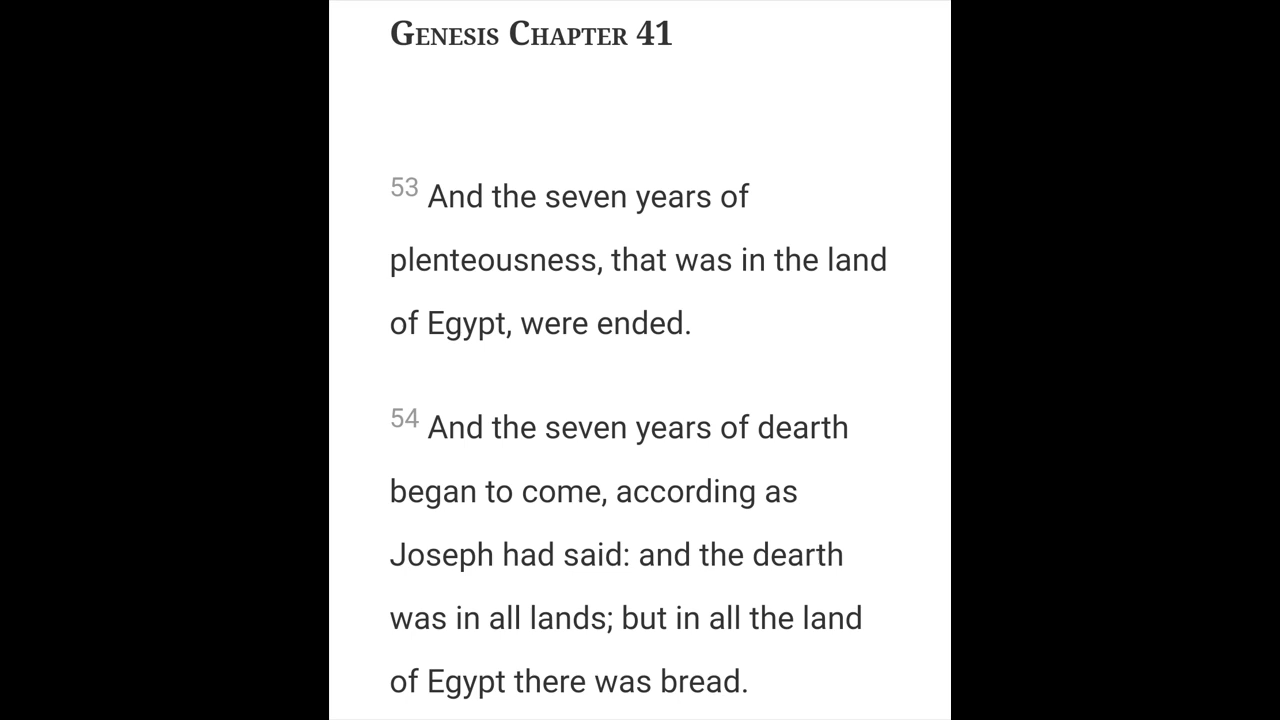 Genesis Chapter 41
53 And the seven years of
plenteousness, that was in the land
of Egypt, were ended.
54 And the seven years of dearth
began to come, according as
Joseph had said: and the dearth
was in all lands; but in all the land
of Egypt there was bread.